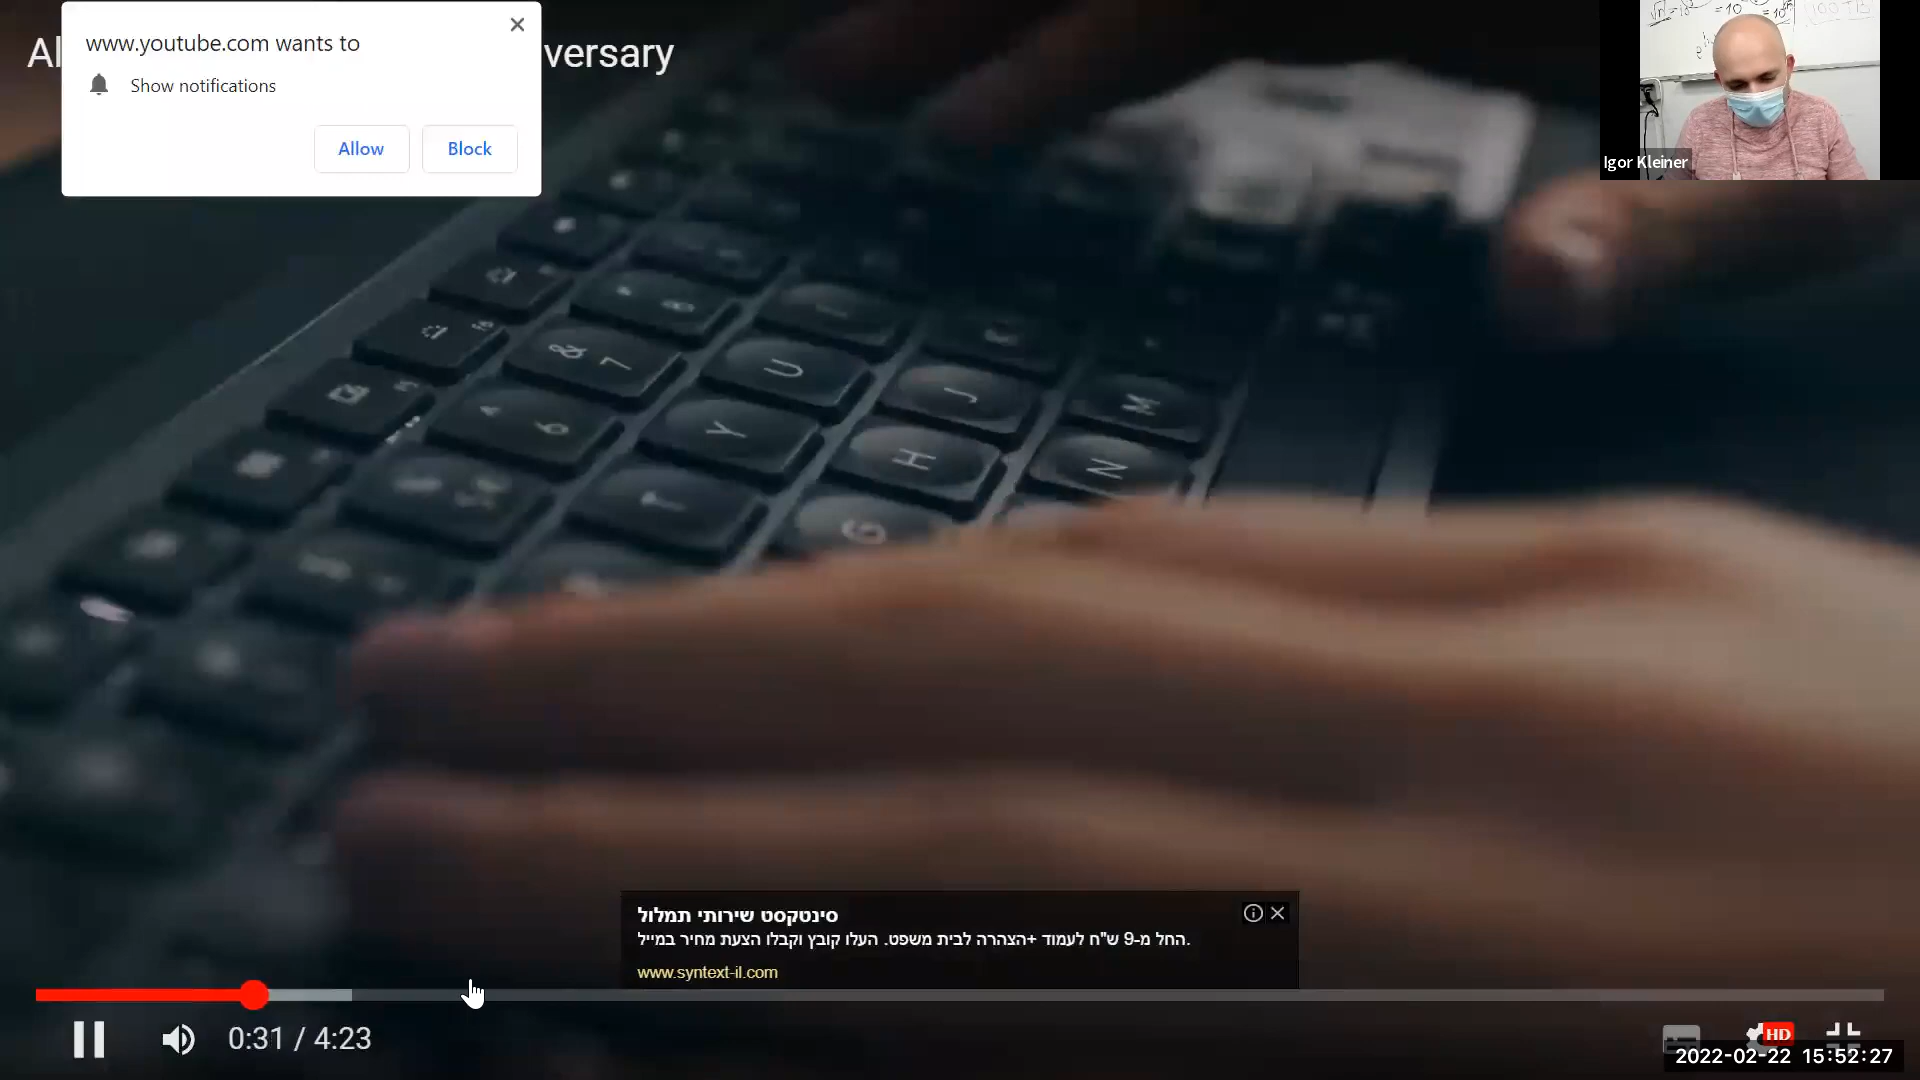 www.youtube.com wants to
Show notifications
Allow
Block
Al
versary
Igor Kleiner
7
U
J
M
6
Y
H
N
T
G
סינטקסט שירותי תמלול
החל מ-9 ש"ח לעמוד +הצהרה לבית משפט. העלו קובץ וקבלו הצעת מחיר במייל.
www.syntext-il.com
0:31 / 4:23
HD
2022-02-22 15:52:27